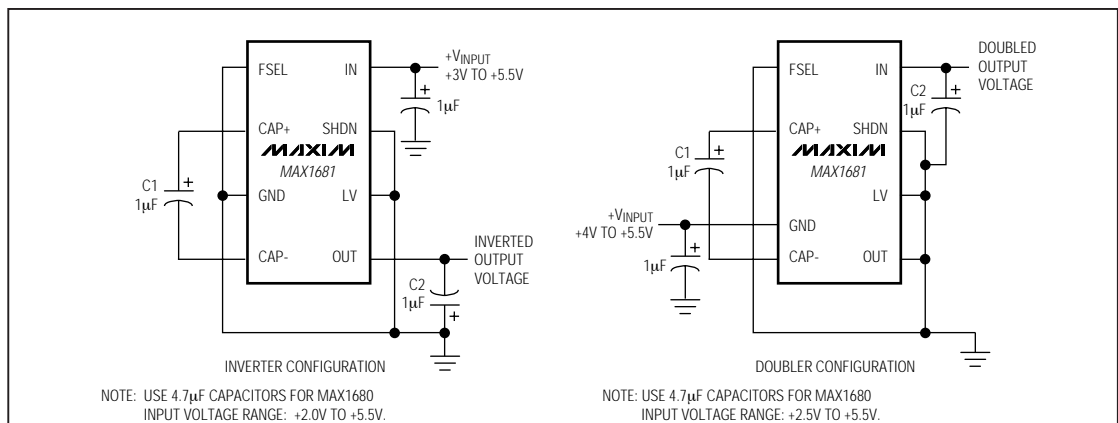 FSEL
IN
+VINPUT
+3V TO +5.5V
+
1µF
CAP+
SHDN
MAXIM
MAX1681
C1
+
1µF
GND
LV
CAP-
OUT
INVERTED
OUTPUT
VOLTAGE
C2
1µF
+
INVERTER CONFIGURATION
NOTE: USE 4.7µF CAPACITORS FOR MAX1680
INPUT VOLTAGE RANGE: +2.0V TO +5.5V.
FSEL
IN
DOUBLED
OUTPUT
VOLTAGE
C2
+
1µF
CAP+
SHDN
MAXIM
MAX1681
C1
+
1µF
LV
+VINPUT
+4V TO +5.5V
GND
+
1µF
CAP-
OUT
DOUBLER CONFIGURATION
NOTE: USE 4.7µF CAPACITORS FOR MAX1680
INPUT VOLTAGE RANGE: +2.5V TO +5.5V.